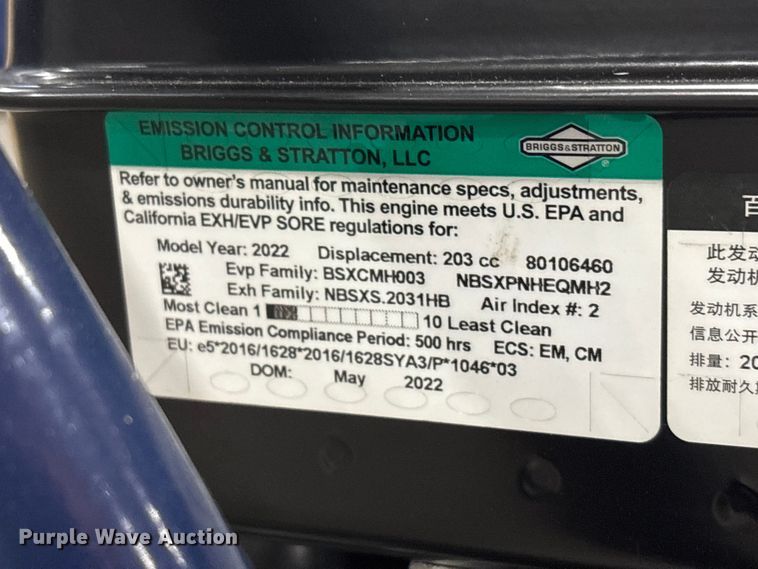 EMISSION CONTROL INFORMATION
BRIGGS & STRATTON, LLC
BRIGGS & STRATTON
®
Refer to owner's manual for maintenance specs, adjustments,
& emissions durability info. This engine meets U.S. EPA and
California EXH/EVP SORE regulations for:
Model Year: 2022 Displacement: 203 cc 80106460
Evp Family: BSXCMH003 NBSXPNHEQMH2
Exh Family: NBSXS.2031HB Air Index #: 2
Most Clean 1 10 Least Clean
EPA Emission Compliance Period: 500 hrs ECS: EM, CM
EU: e5*2016/1628*2016/1628SYA3/P*1046*03
DOM: May 2022
百
此发动
发动机
发动机系
信息公开
排量: 20
排放耐久
Purple Wave Auction